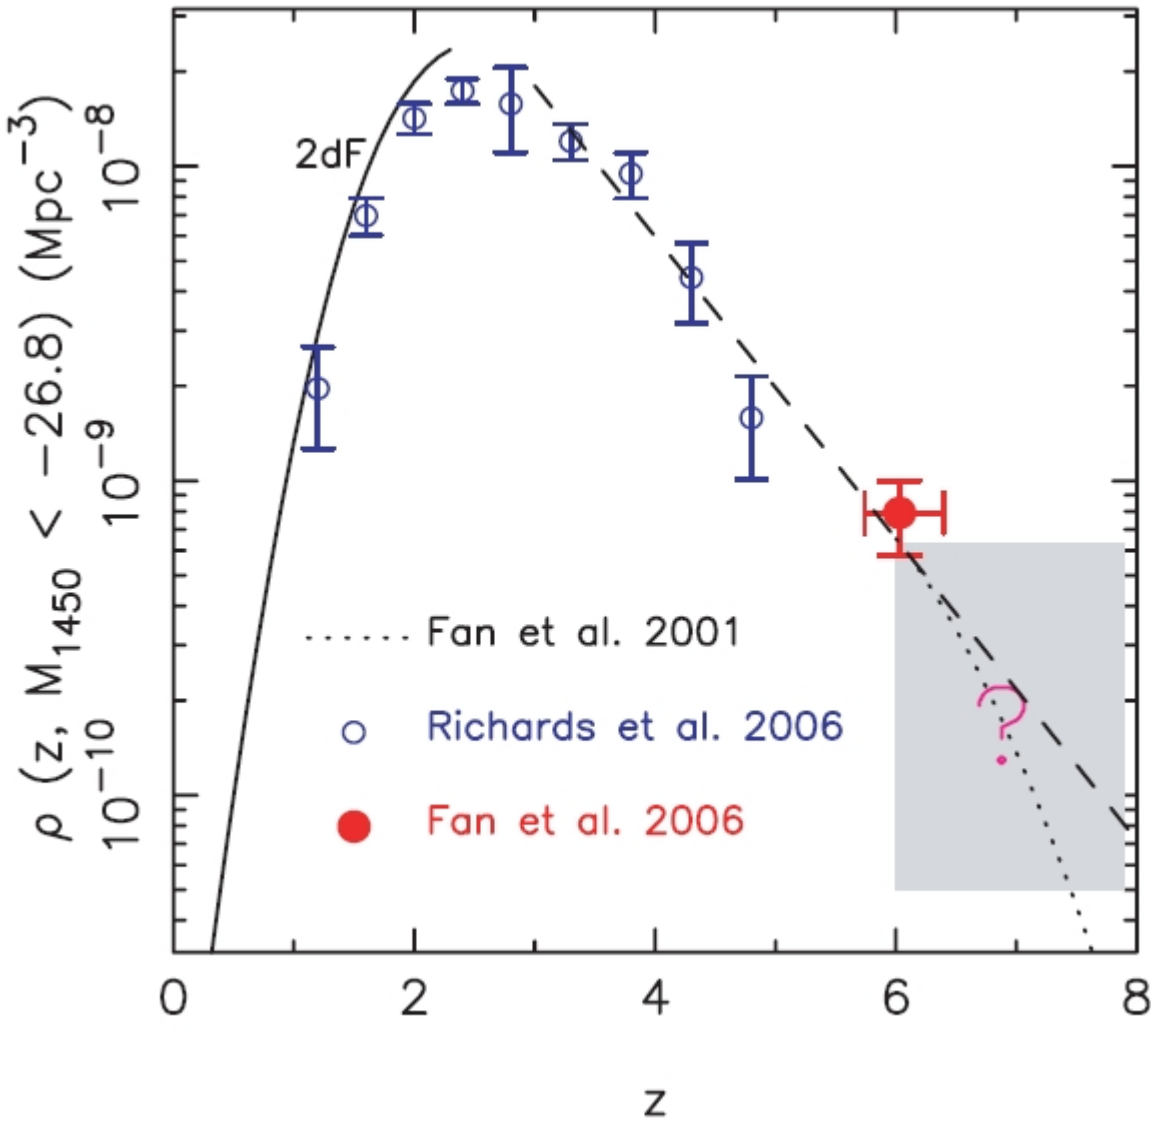 ρ (z, M₁₄₅₀ < −26.8) (Mpc⁻³)
10⁻⁸
10⁻⁹
10⁻¹⁰
2dF
Fan et al. 2001
Richards et al. 2006
Fan et al. 2006
?
0 2 4 6 8
z